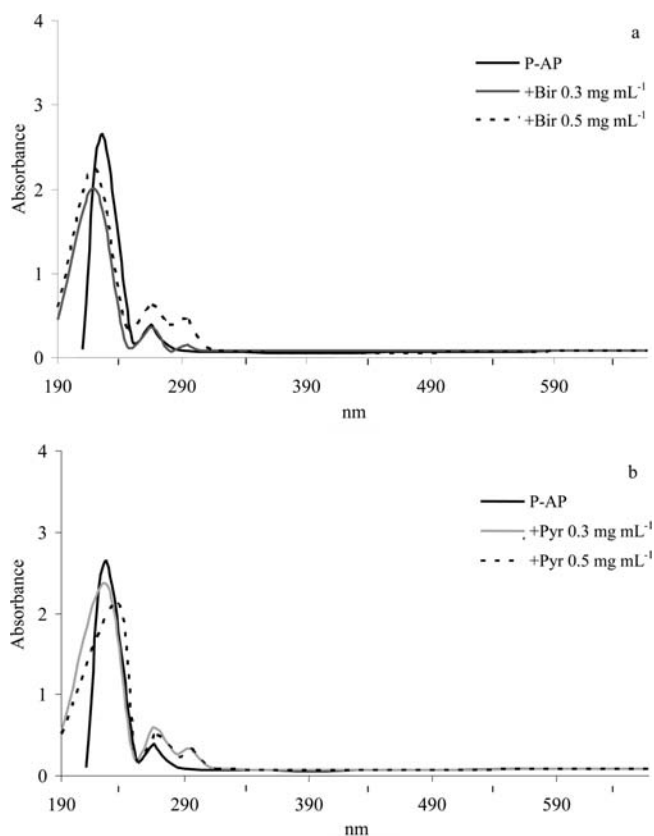 4
a
P-AP
+Bir 0.3 mg mL⁻¹
+Bir 0.5 mg mL⁻¹
3
Absorbance
2
1
0
190 290 390 490 590
nm
4
b
P-AP
+Pyr 0.3 mg mL⁻¹
+Pyr 0.5 mg mL⁻¹
3
Absorbance
2
1
0
190 290 390 490 590
nm